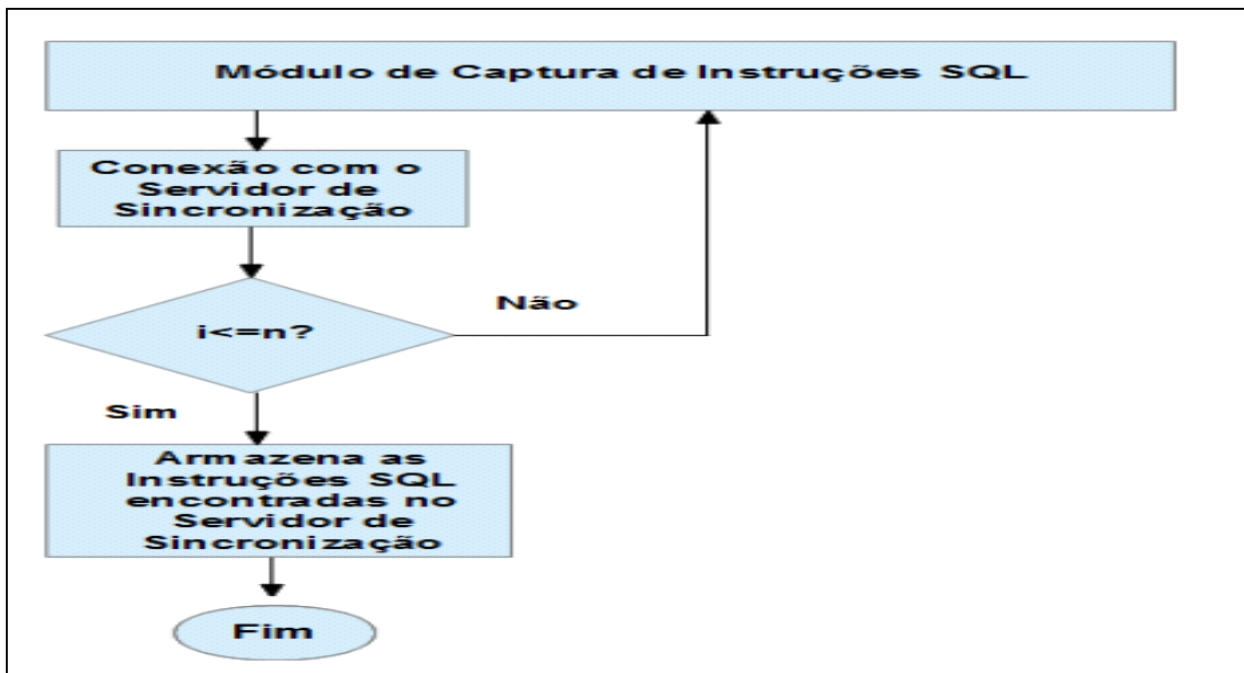 Módulo de Captura de Instruções SQL
Conexão com o
Servidor de
Sincronização
Não
i<=n?
Sim
Armazena as
Instruções SQL
encontradas no
Servidor de
Sincronização
Fim